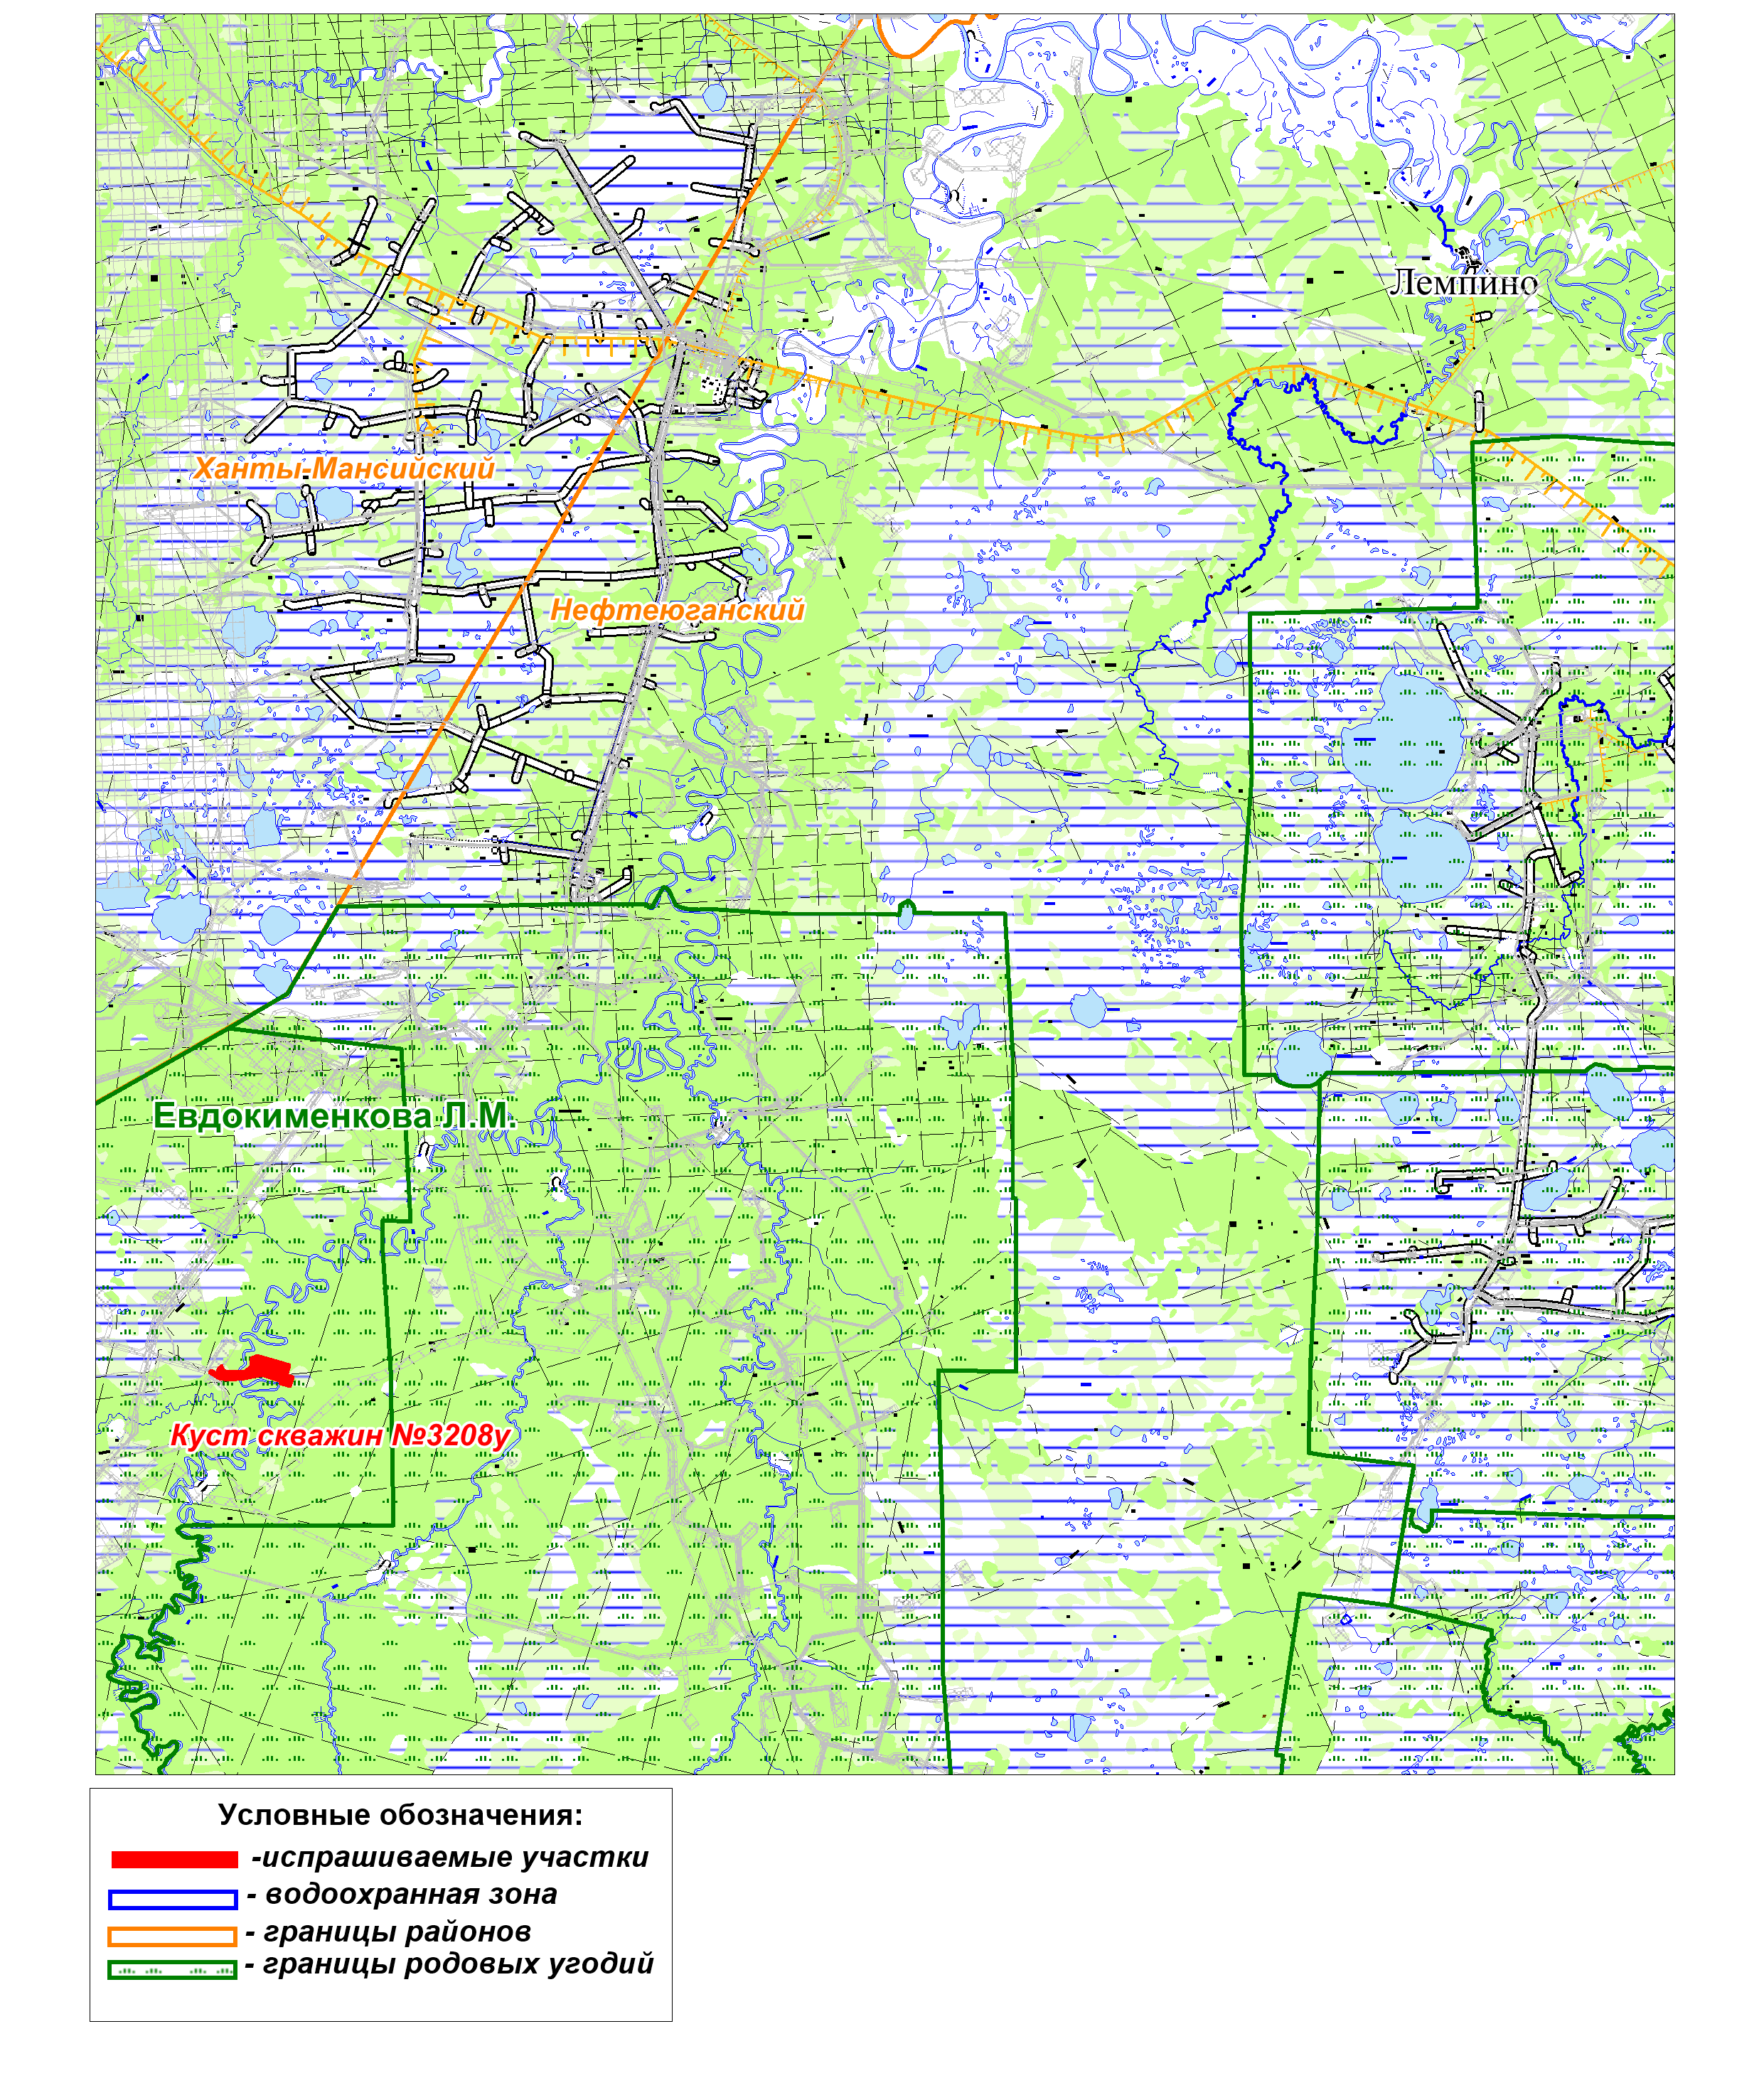 Лемпино
Ханты-Мансийский
Нефтеюганский
Евдокименкова Л.М.
Куст скважин №3208у
Условные обозначения:
-испрашиваемые участки
- водоохранная зона
- границы районов
- границы родовых угодий